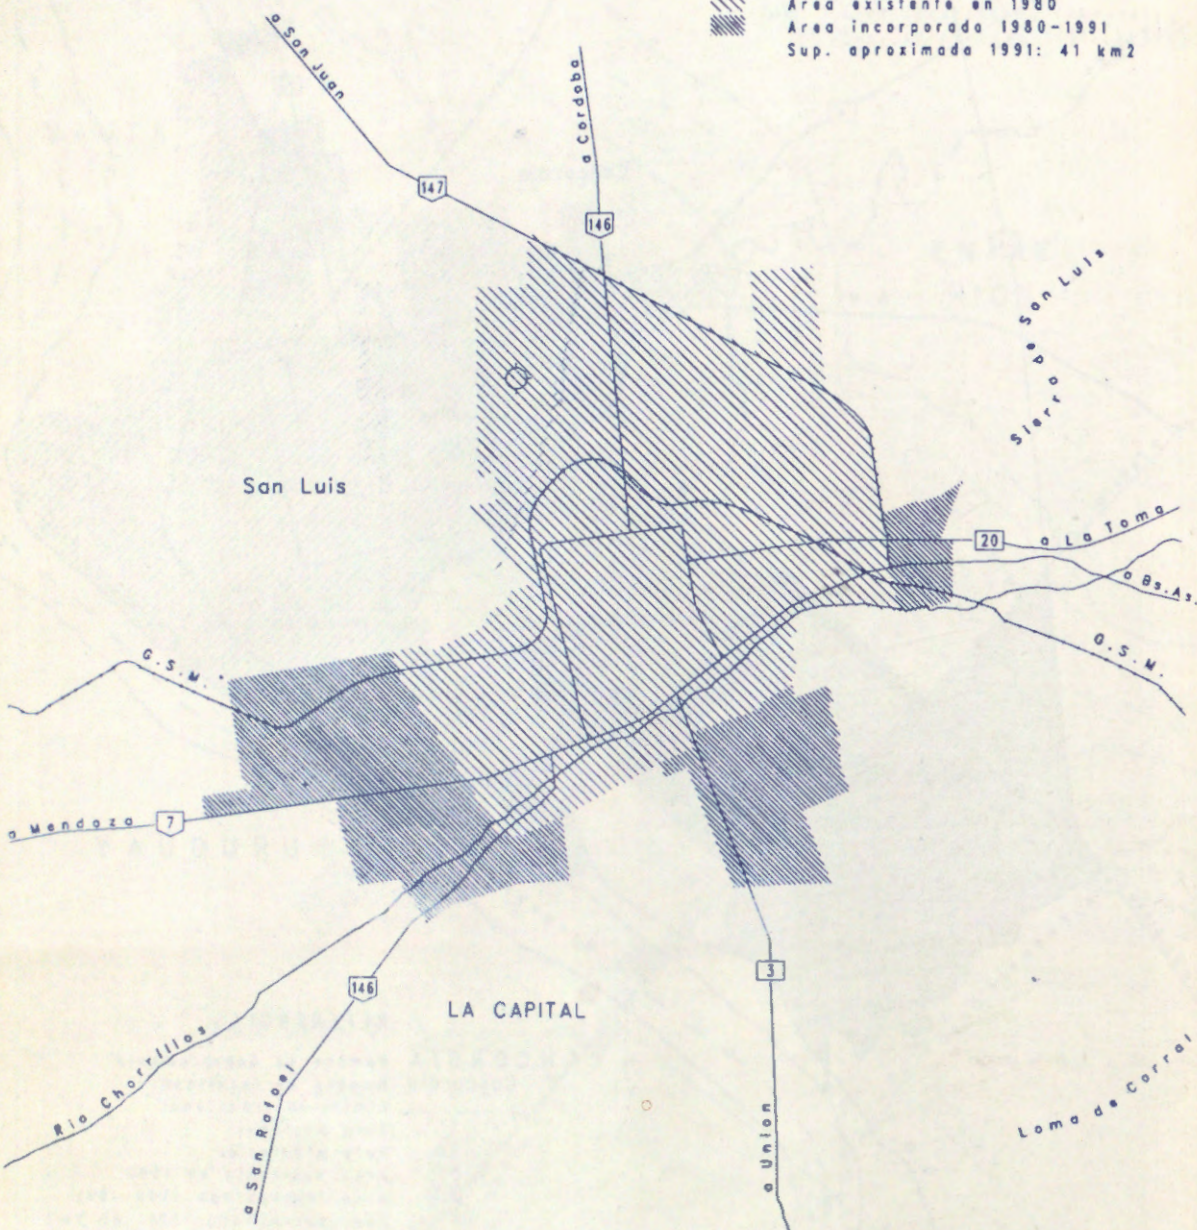 Area existente en 1980
Area incorporada 1980-1991
Sup. aproximada 1991: 41 km2
a San Juan
a Cordoba
147
146
Sierra de San Luis
San Luis
20
a La Toma
a Bs.As.
G.S.M.
G.S.M.
a Mendoza
7
146
LA CAPITAL
3
Rio Chorrillos
a San Rafael
a Union
Loma de Corral